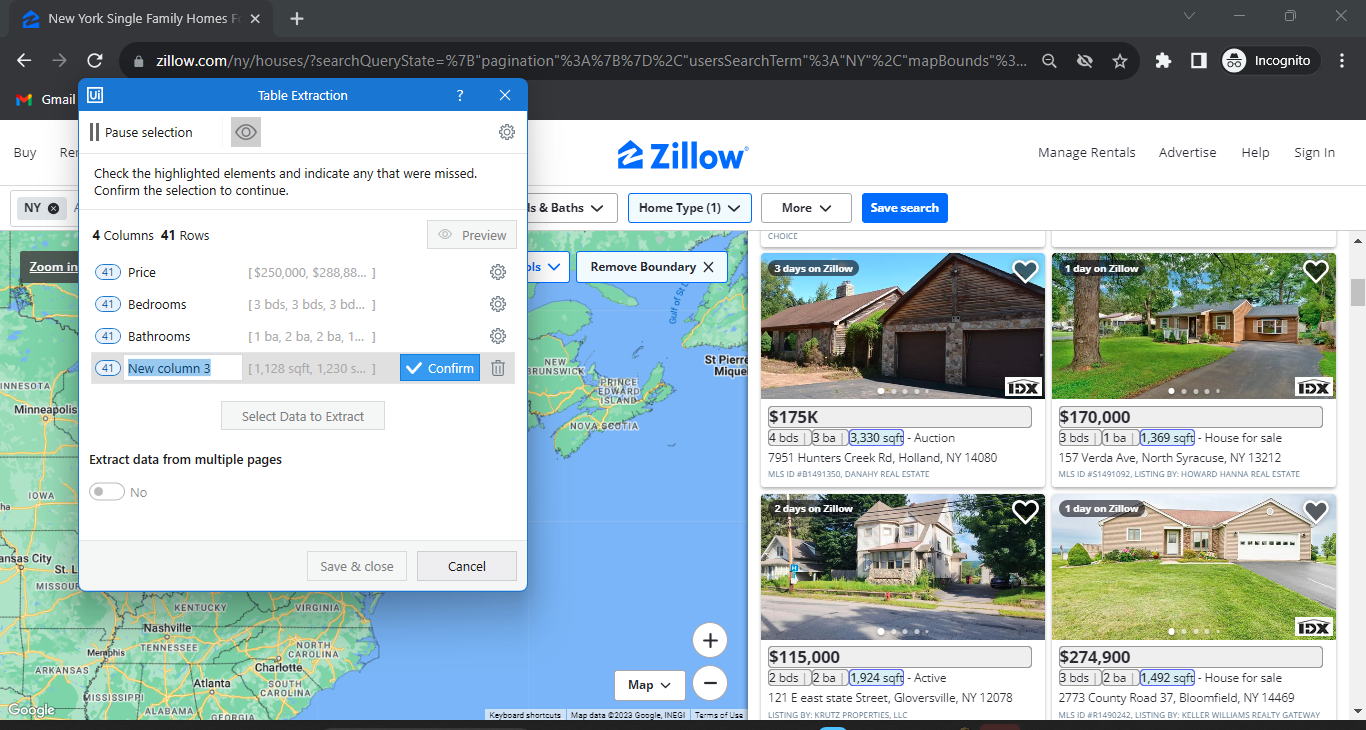 New York Single Family Homes F
zillow.com/ny/houses/?searchQueryState=%7B"pagination"%3A%7B%7D%2C"usersSearchTerm"%3A"NY"%2C"mapBounds"%3...
Incognito
Gmail
Ui
Table Extraction
?
Pause selection
Check the highlighted elements and indicate any that were missed.
Confirm the selection to continue.
4 Columns 41 Rows
Preview
41 Price [ $250,000, $288,88... ]
41 Bedrooms [3 bds, 3 bds, 3 bd... ]
41 Bathrooms [1 ba, 2 ba, 2 ba, 1... ]
41 New column 3 [1,128 sqft, 1,230 s... ] Confirm
Select Data to Extract
Extract data from multiple pages
No
Save & close
Cancel
Buy
Zillow
Manage Rentals
Advertise
Help
Sign In
NY
& Baths
Home Type (1)
More
Save search
Zoom in
Remove Boundary
Gulf of St L
NEW
BRUNSWICK
PRINCE
EDWARD
ISLAND
NOVA SCOTIA
St Pierre
Mique
INNESOTA
Minneapolis
IOWA
ansas City
St. L
MISSOU
KENTUCKY
VIRGINIA
Nashville
TENNESSEE
NORTH
CAROLINA
Memphis
Charlotte
ARKANSAS
Atlanta
SOUTH
CAROLINA
MISSISSIPPI
ALABAMA
GEORGIA
Google
Map
Keyboard shortcuts
Map data ©2023 Google, INEGI
Terms of Use
CHOICE
3 days on Zillow
IDX
$175K
4 bds | 3 ba | 3,330 sqft - Auction
7951 Hunters Creek Rd, Holland, NY 14080
MLS ID #B1491350, DANAHY REAL ESTATE
1 day on Zillow
IDX
$170,000
3 bds | 1 ba | 1,369 sqft - House for sale
157 Verda Ave, North Syracuse, NY 13212
MLS ID #S1491092, LISTING BY: HOWARD HANNA REAL ESTATE
2 days on Zillow
$115,000
2 bds | 2 ba | 1,924 sqft - Active
121 E east state Street, Gloversville, NY 12078
LISTING BY: KRUTZ PROPERTIES, LLC
1 day on Zillow
IDX
$274,900
3 bds | 2 ba | 1,492 sqft - House for sale
2773 County Road 37, Bloomfield, NY 14469
MLS ID #R1490242, LISTING BY: KELLER WILLIAMS REALTY GATEWAY